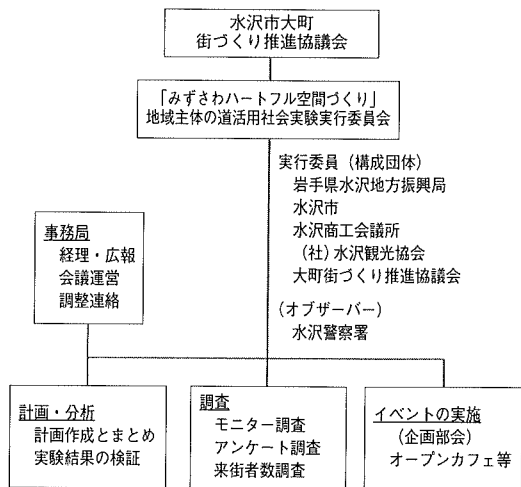 水沢市大町
街づくり推進協議会
「みずさわハートフル空間づくり」
地域主体の道活用社会実験実行委員会
実行委員（構成団体）
岩手県水沢地方振興局
水沢市
水沢商工会議所
（社）水沢観光協会
大町街づくり推進協議会
（オブザーバー）
水沢警察署
事務局
経理・広報
会議運営
調整連絡
計画・分析
計画作成とまとめ
実験結果の検証
調査
モニター調査
アンケート調査
来街者数調査
イベントの実施
（企画部会）
オープンカフェ等